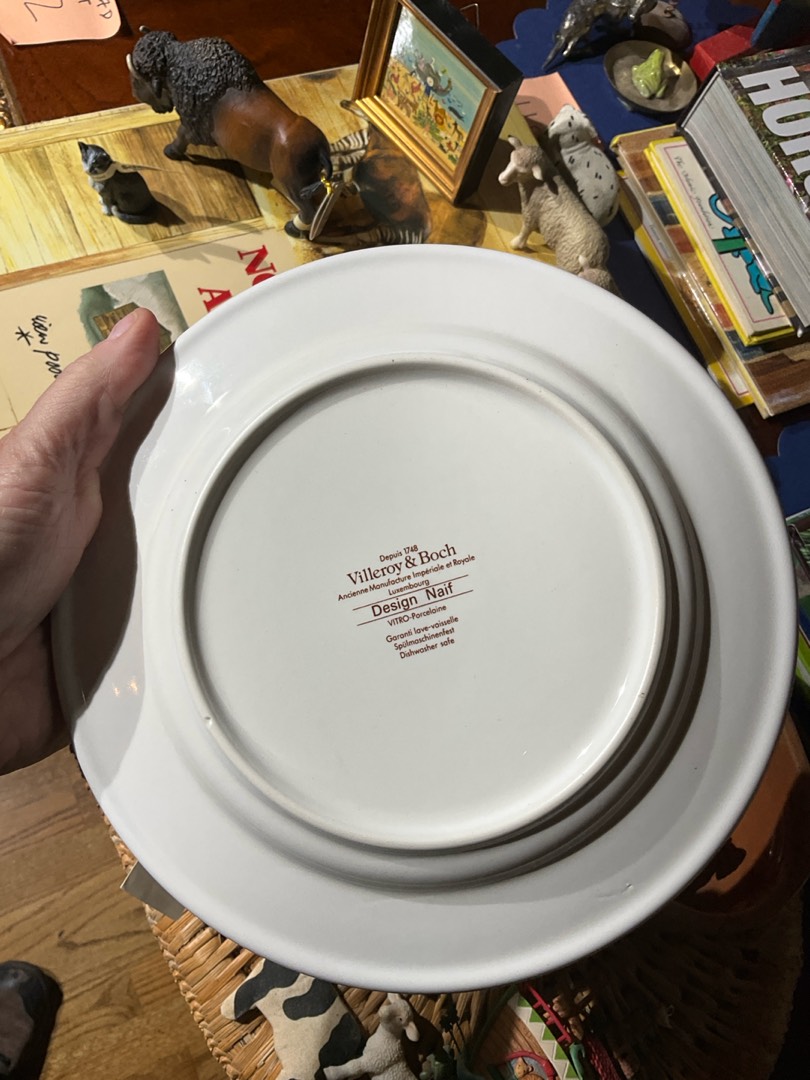 2
Depuis 1748
Villeroy & Boch
Ancienne Manufacture Impériale et Royale
Luxembourg
Design Naif
VITRO-Porcelaine
Garanti lave-vaisselle
Spülmaschinenfest
Dishwasher safe